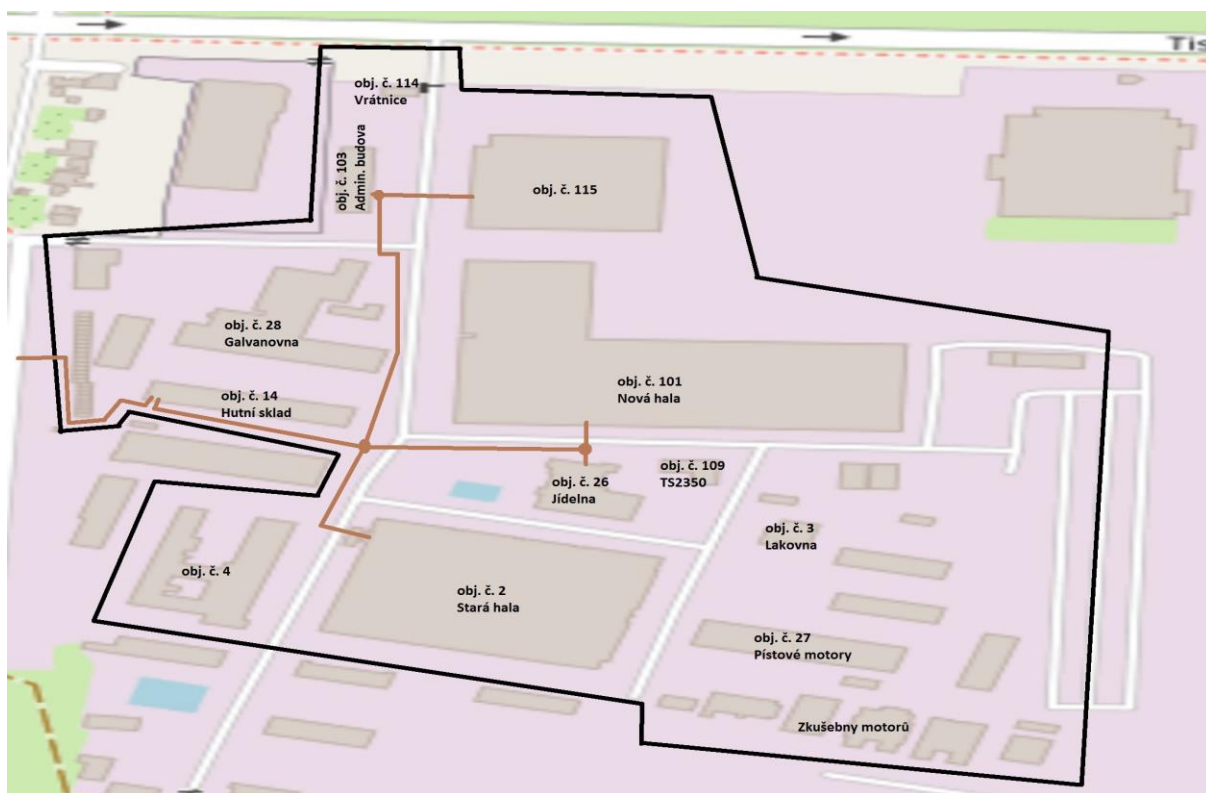 Tis
obj. č. 114
Vrátnice
obj. č. 103
Admin. budova
obj. č. 115
obj. č. 28
Galvanovna
obj. č. 101
Nová hala
obj. č. 14
Hutní sklad
obj. č. 109
TS2350
obj. č. 26
Jídelna
obj. č. 3
Lakovna
obj. č. 4
obj. č. 2
Stará hala
obj. č. 27
Pístové motory
Zkušebny motorů